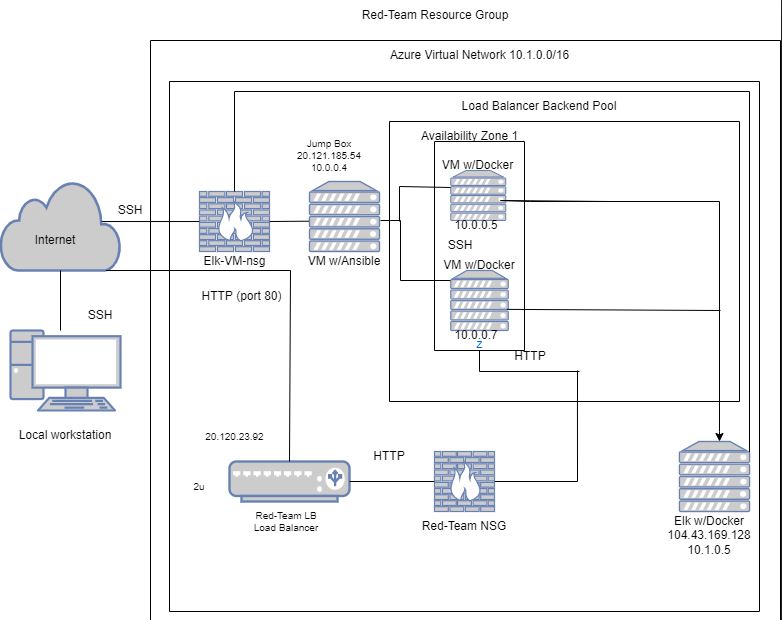 Red-Team Resource Group
Azure Virtual Network 10.1.0.0/16
Load Balancer Backend Pool
Availability Zone 1
Jump Box
20.121.185.54
10.0.0.4
VM w/Docker
SSH
10.0.0.5
Internet
SSH
Elk-VM-nsg
VM w/Ansible
VM w/Docker
HTTP (port 80)
SSH
10.0.0.7
z
HTTP
Local workstation
20.120.23.92
HTTP
2u
Red-Team LB
Load Balancer
Red-Team NSG
Elk w/Docker
104.43.169.128
10.1.0.5